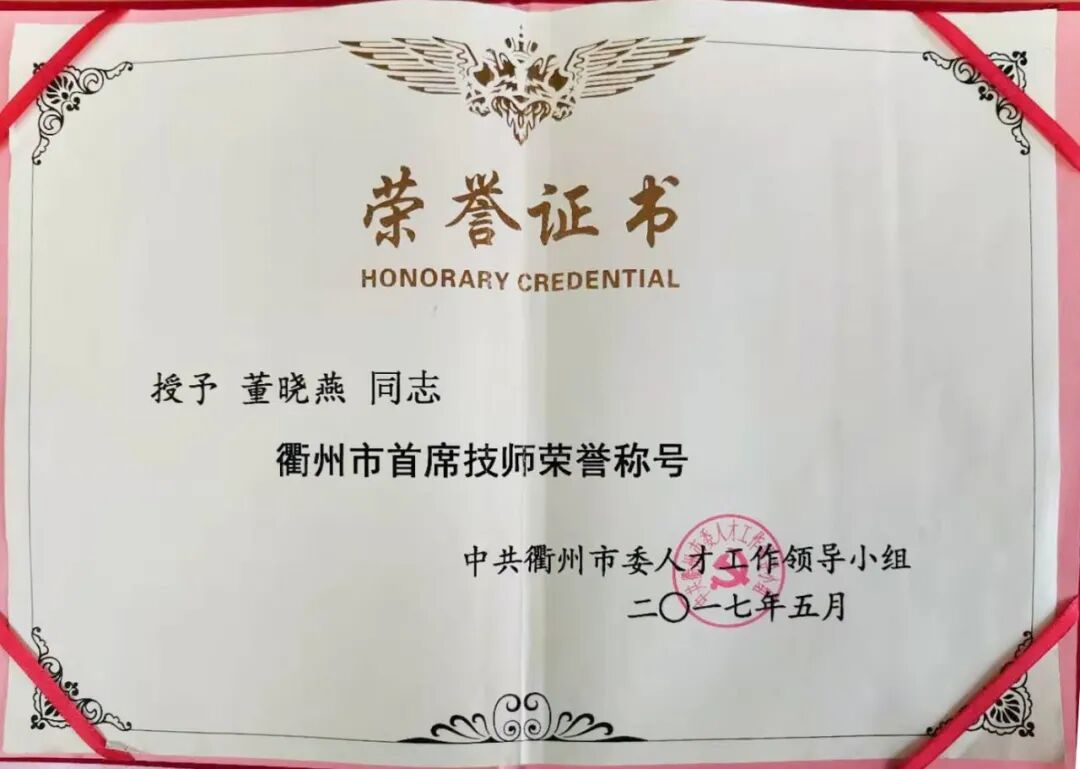 荣誉证书
HONORARY CREDENTIAL
授予 董晓燕 同志
衢州市首席技师荣誉称号
中共衢州市委人才工作领导小组
二〇一七年五月